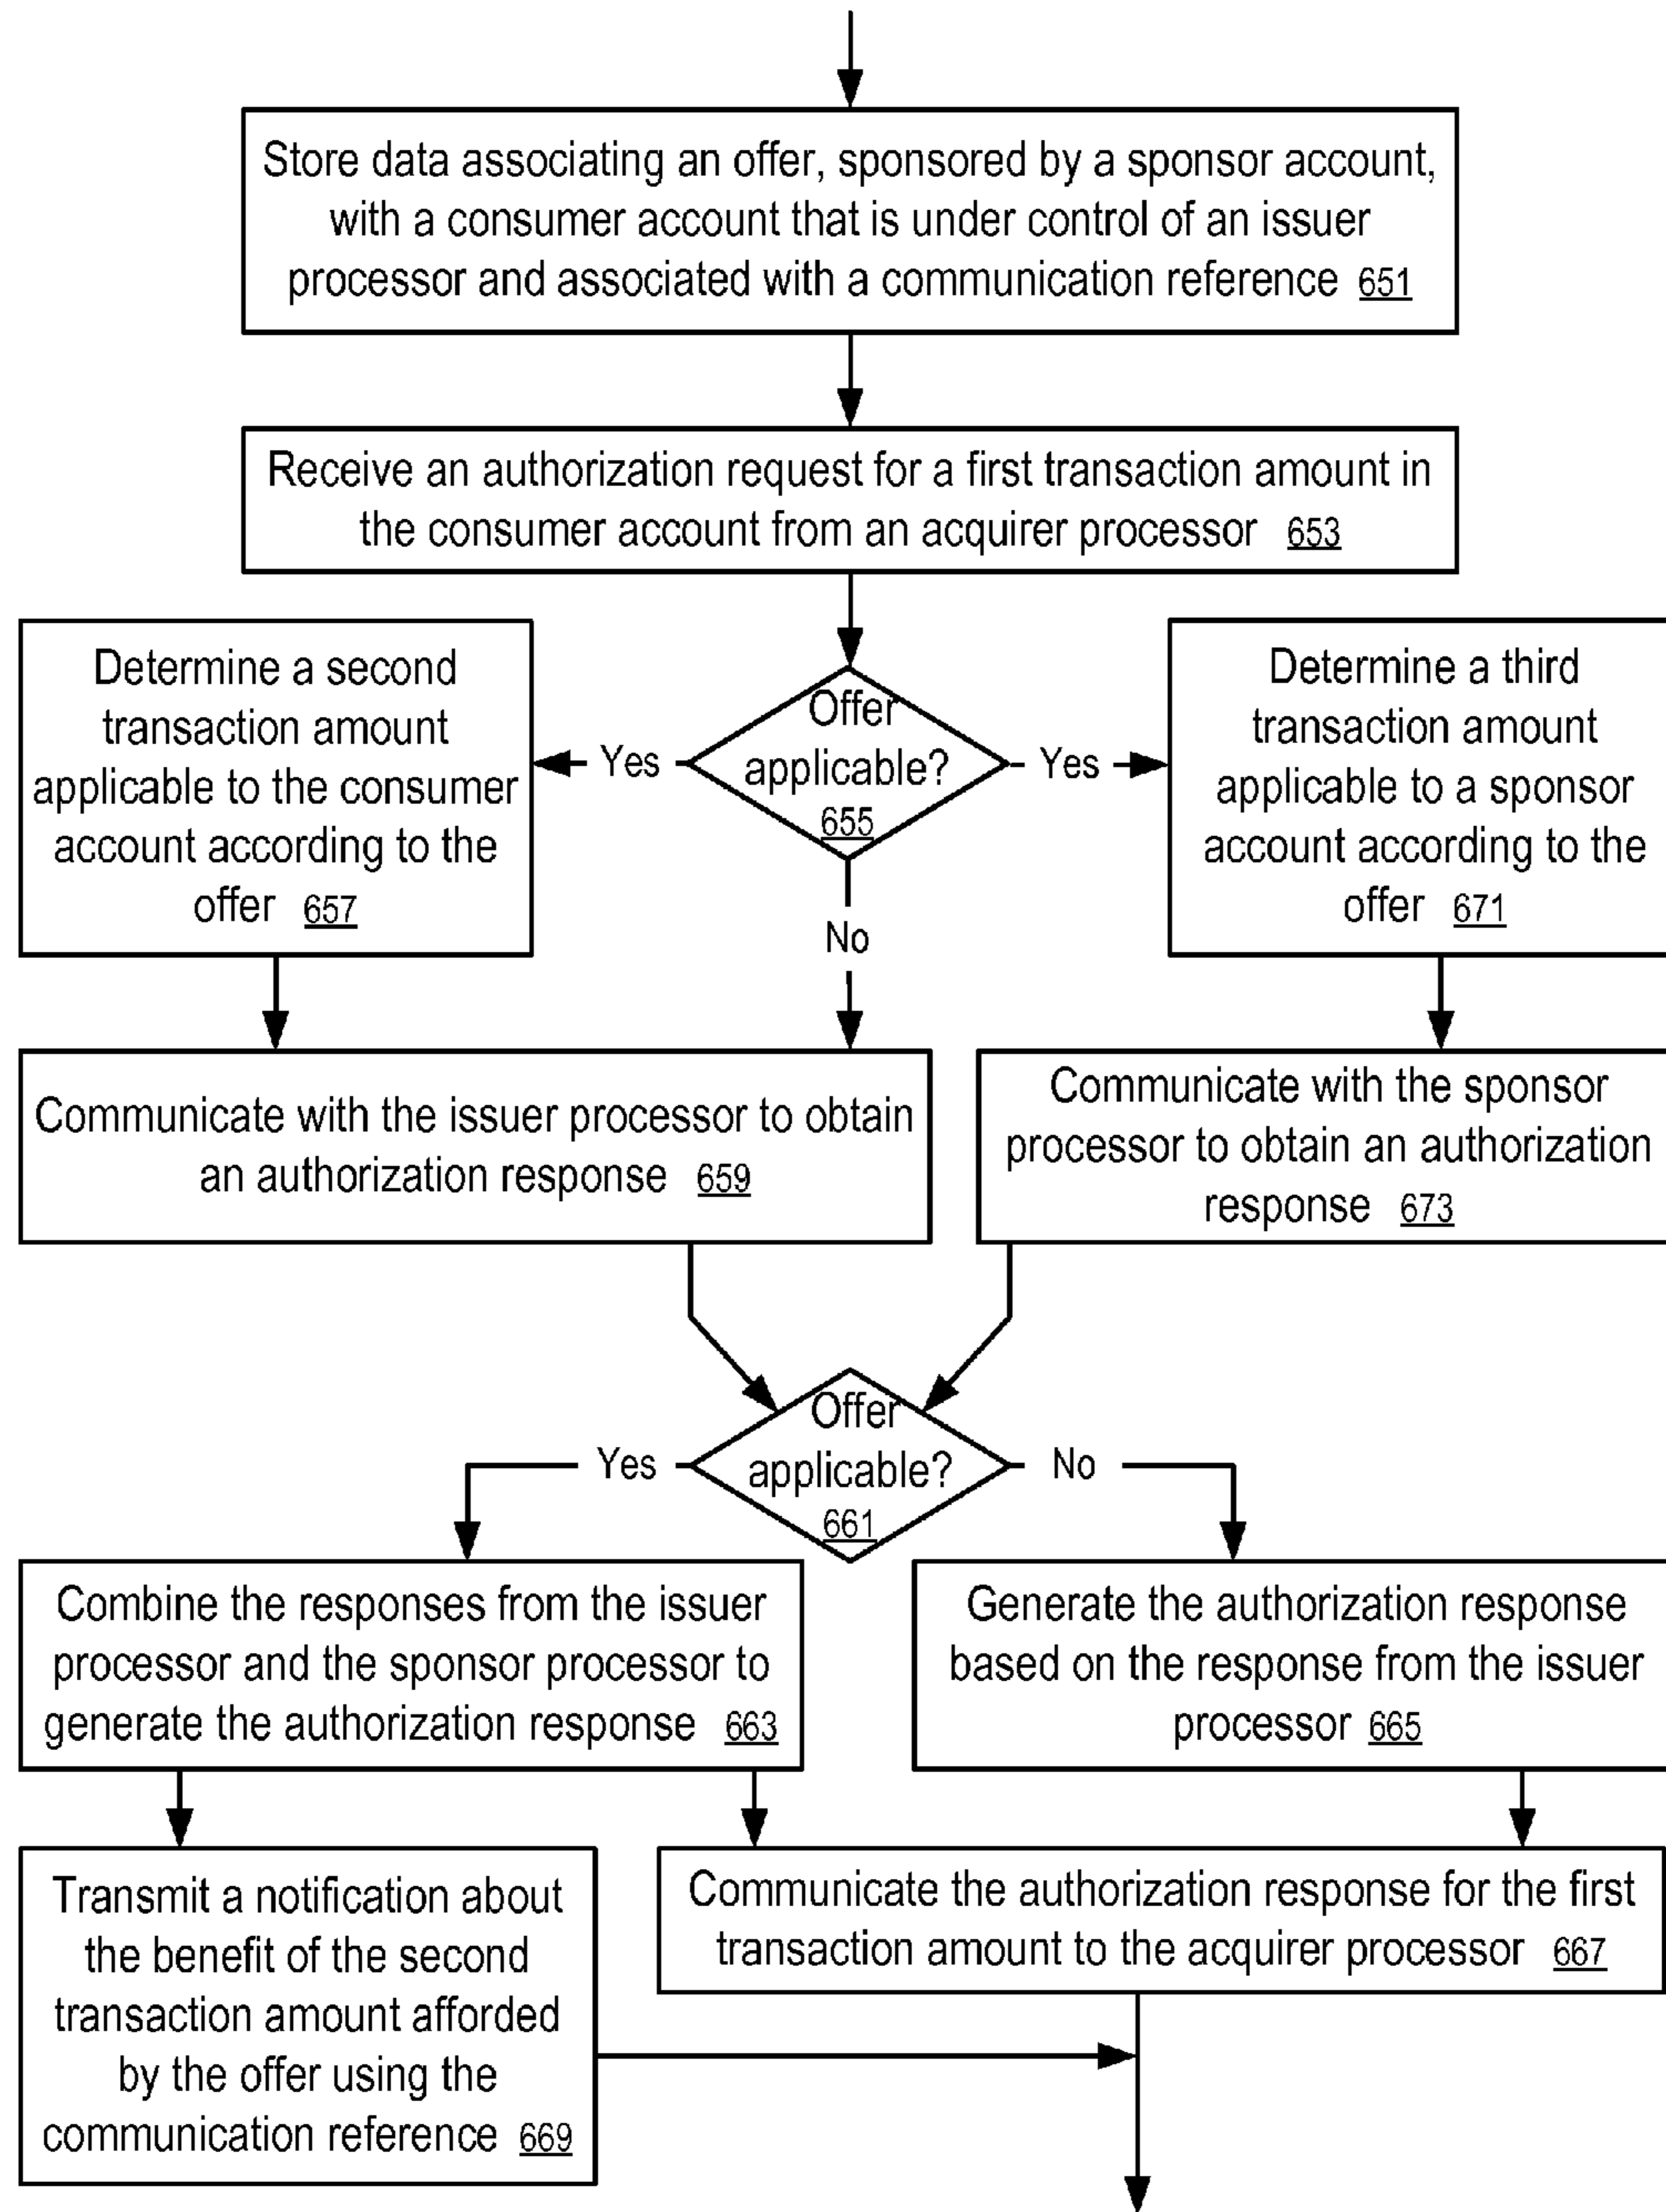 Store data associating an offer, sponsored by a sponsor account,
with a consumer account that is under control of an issuer
processor and associated with a communication reference 651
Receive an authorization request for a first transaction amount in
the consumer account from an acquirer processor 653
Determine a second
transaction amount
applicable to the consumer
account according to the
offer 657
Yes
Offer
applicable?
655
Yes
No
Determine a third
transaction amount
applicable to a sponsor
account according to the
offer 671
Communicate with the issuer processor to obtain
an authorization response 659
Communicate with the sponsor
processor to obtain an authorization
response 673
Yes
Offer
applicable?
661
No
Combine the responses from the issuer
processor and the sponsor processor to
generate the authorization response 663
Generate the authorization response
based on the response from the issuer
processor 665
Transmit a notification about
the benefit of the second
transaction amount afforded
by the offer using the
communication reference 669
Communicate the authorization response for the first
transaction amount to the acquirer processor 667